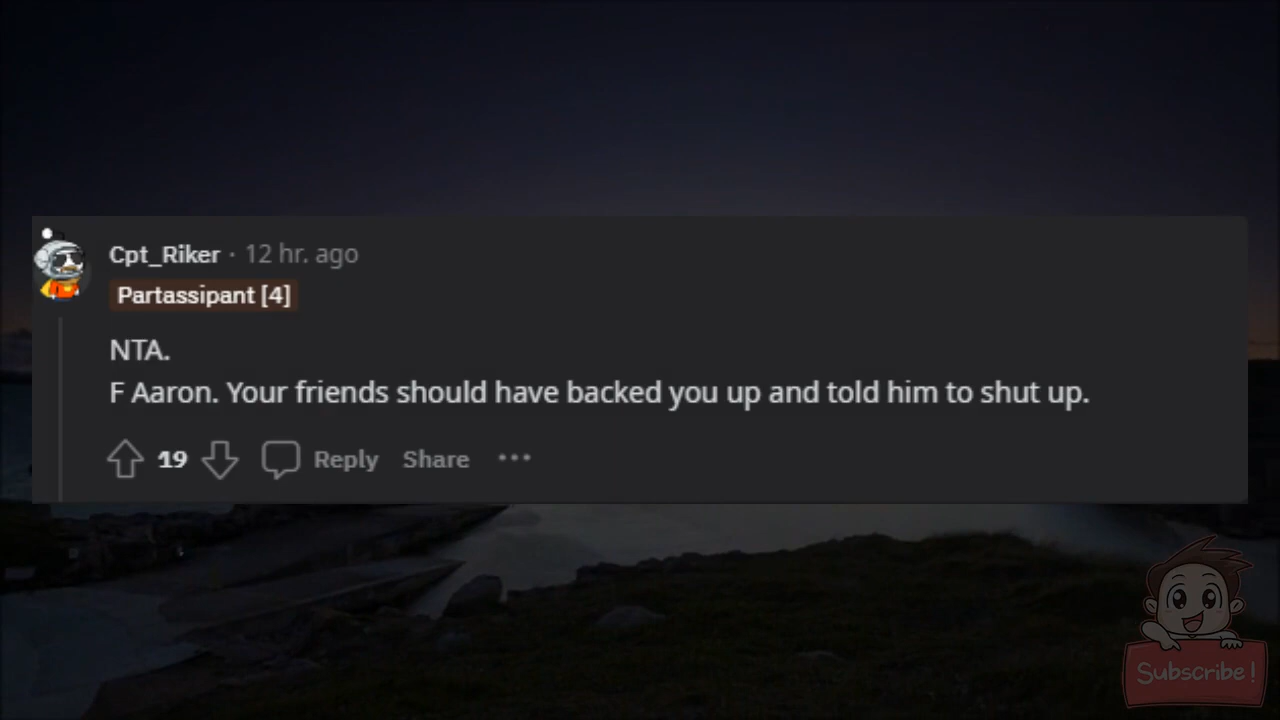 Cpt_Riker · 12 hr. ago
Partassipant [4]
NTA.
F Aaron. Your friends should have backed you up and told him to shut up.
19 Reply Share ...
Subscribe!